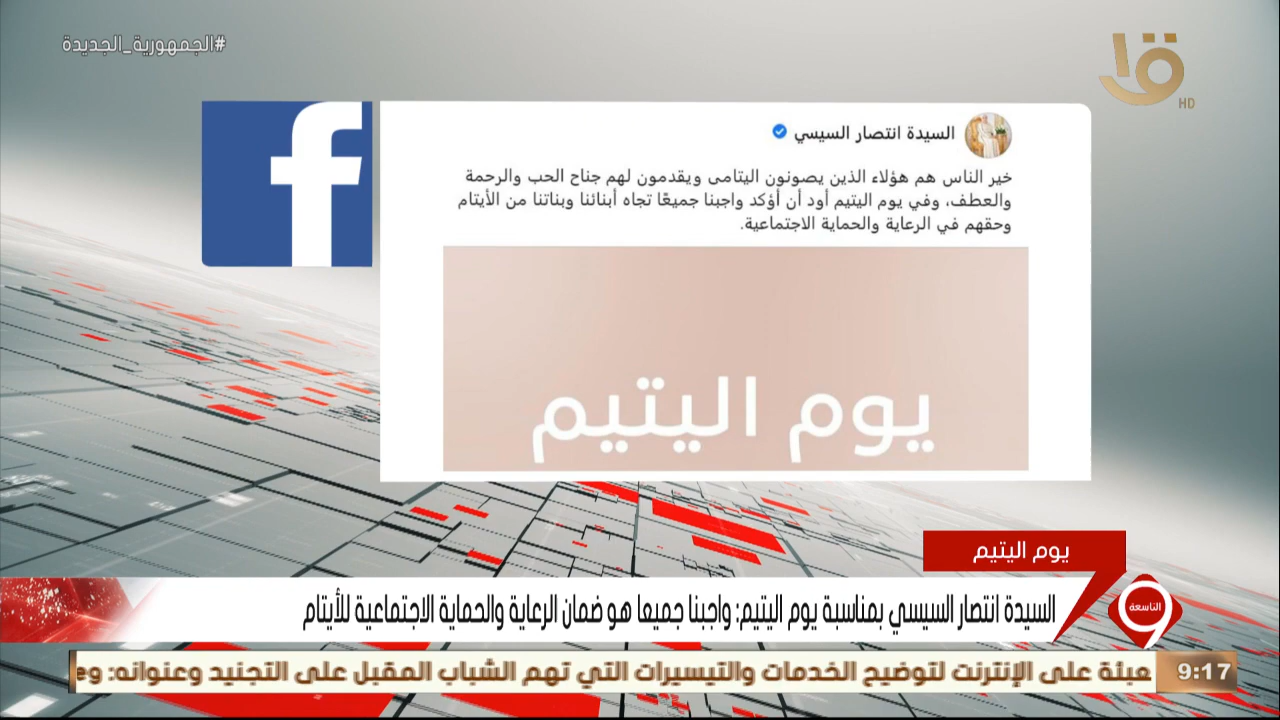 #الجمهورية_الجديدة
HD
السيدة انتصار السيسي
خير الناس هم هؤلاء الذين يصونون اليتامى ويقدمون لهم جناح الحب والرحمة
والعطف، وفي يوم اليتيم أود أن أؤكد واجبنا جميعًا تجاه أبنائنا وبناتنا من الأيتام
وحقهم في الرعاية والحماية الاجتماعية.
يوم اليتيم
يوم اليتيم
السيدة انتصار السيسي بمناسبة يوم اليتيم: واجبنا جميعا هو ضمان الرعاية والحماية الاجتماعية للأيتام
التاسعة
9:17
عبئة على الإنترنت لتوضيح الخدمات والتيسيرات التي تهم الشباب المقبل على التجنيد وعنوانه: